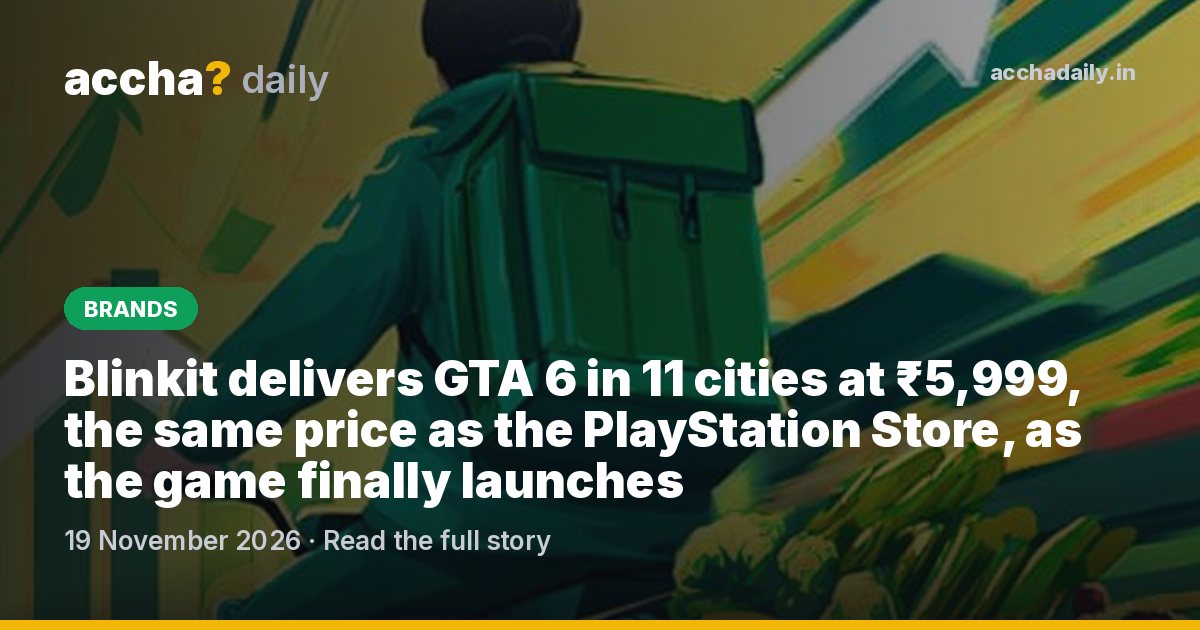 accha? daily
acchadaily.in
BRANDS
Blinkit delivers GTA 6 in 11 cities at ₹5,999,
the same price as the PlayStation Store, as
the game finally launches
19 November 2026 · Read the full story